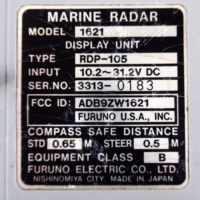 MARINE RADAR
MODEL 1621
DISPLAY UNIT
TYPE RDP-105
INPUT 10.2~31.2V DC
SER.NO. 3313-0183
FCC ID: ADB9ZW1621
FURUNO U.S.A., INC.
COMPASS SAFE DISTANCE
STD 0.65 M STEER 0.5 M
EQUIPMENT CLASS B
FURUNO ELECTRIC CO., LTD.
NISHINOMIYA CITY, MADE IN JAPAN